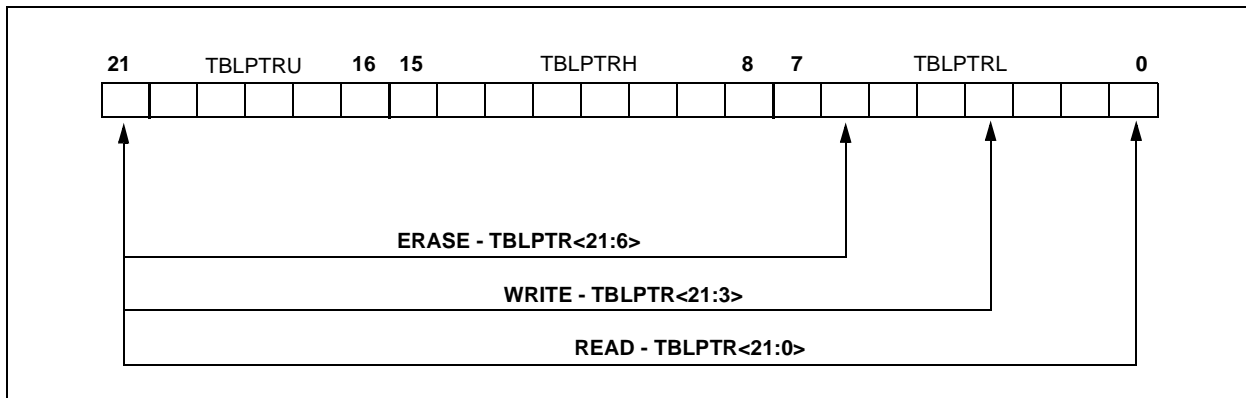 21 TBLPTRU 16 15 TBLPTRH 8 7 TBLPTRL 0
ERASE - TBLPTR<21:6>
WRITE - TBLPTR<21:3>
READ - TBLPTR<21:0>